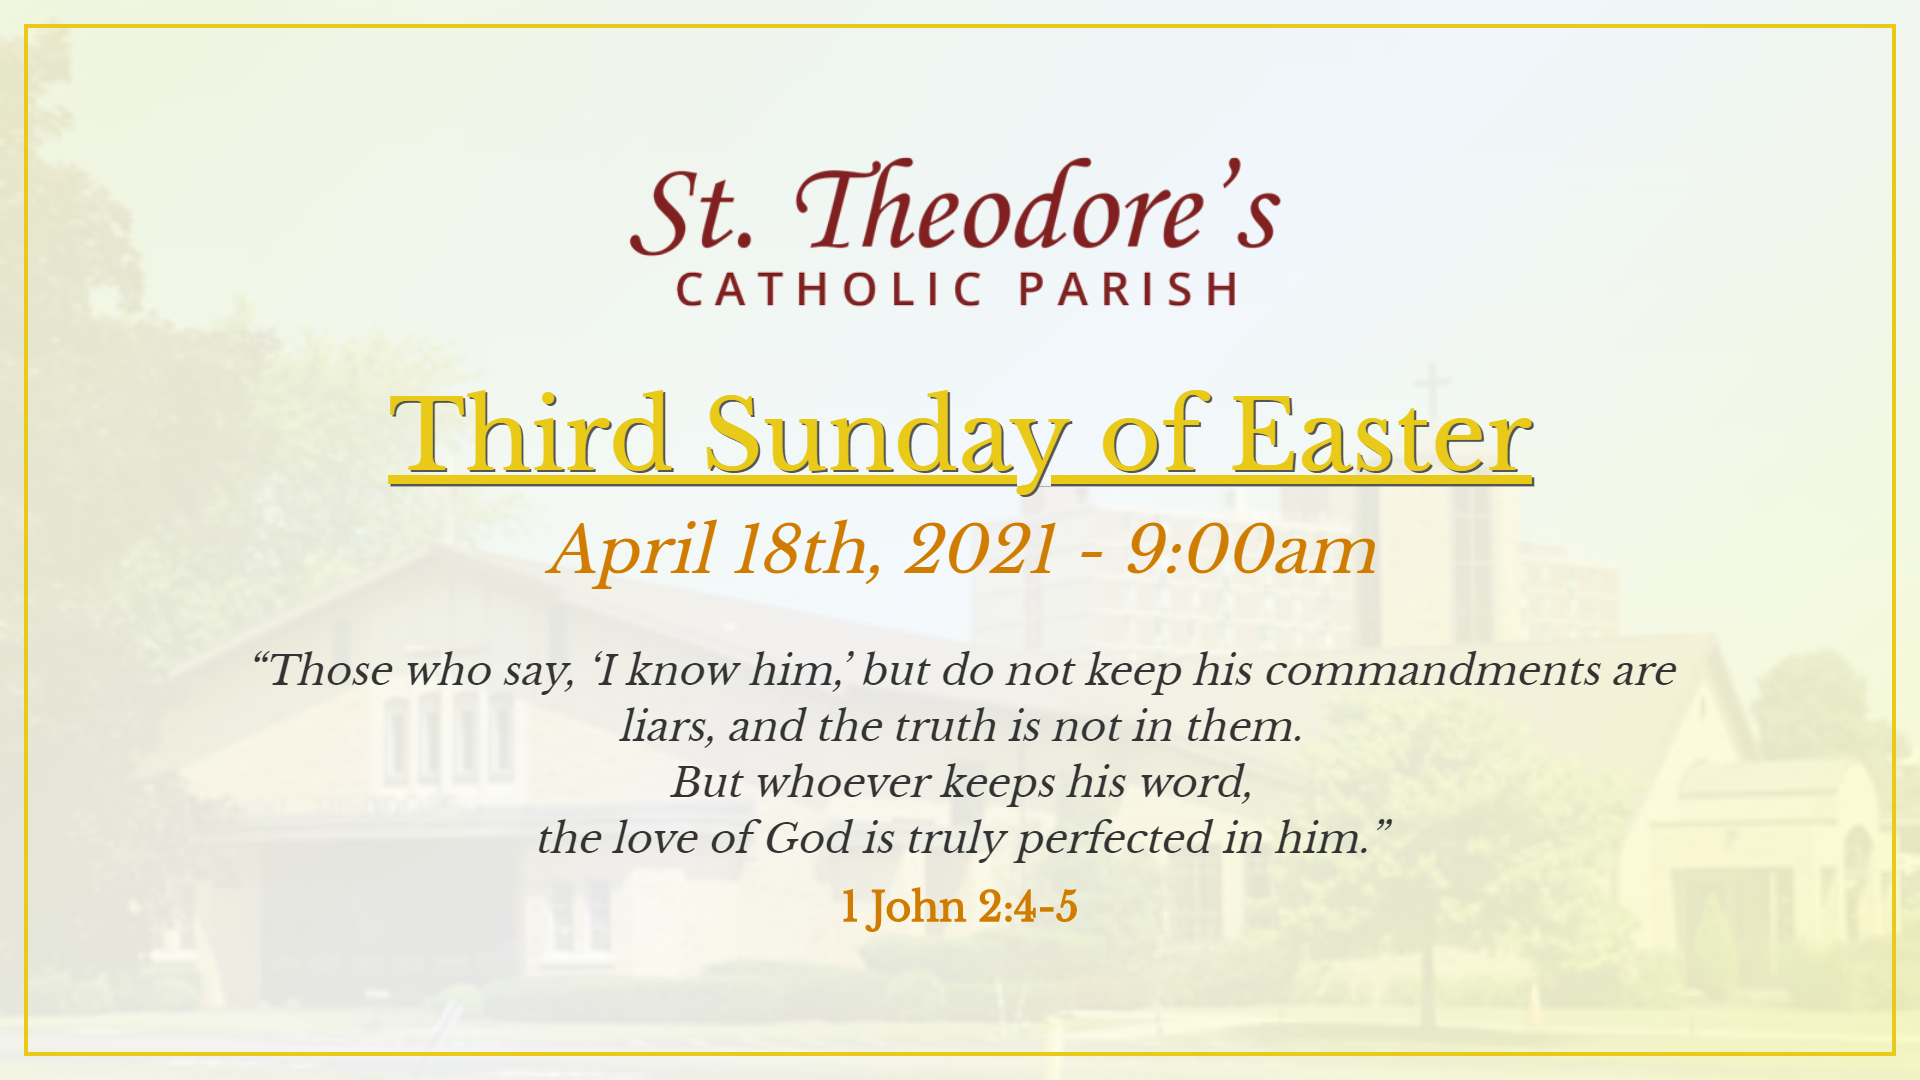 St. Theodore’s
CATHOLIC PARISH
Third Sunday of Easter
April 18th, 2021 - 9:00am
“Those who say, ‘I know him,’ but do not keep his commandments are
liars, and the truth is not in them.
But whoever keeps his word,
the love of God is truly perfected in him.”
1 John 2:4-5